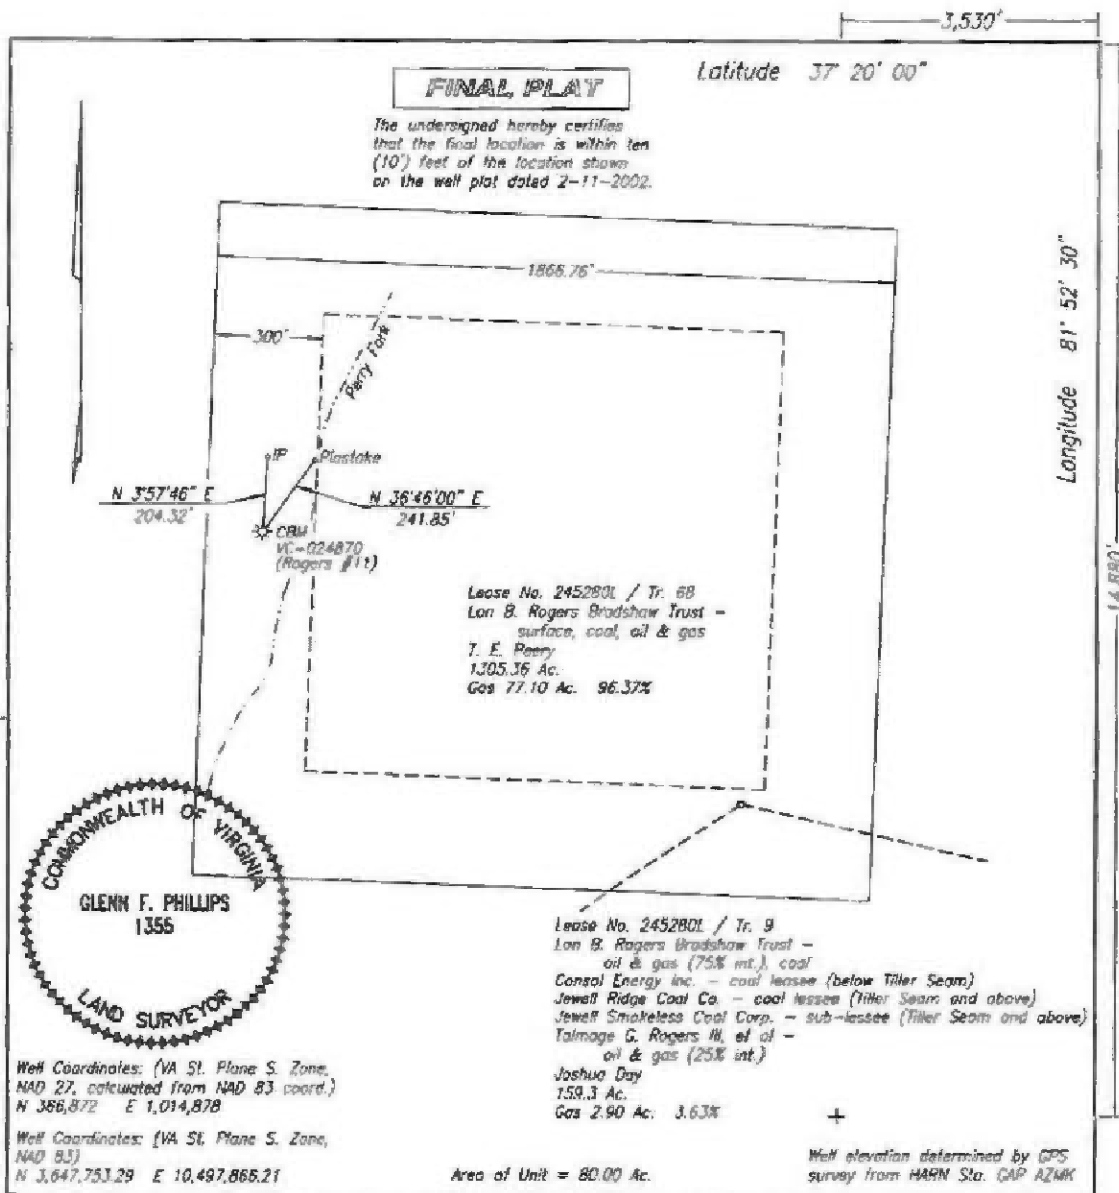 3,530'
Latitude 37° 20' 00"
FINAL PLAT
The undersigned hereby certifies
that the final location is within ten
(10') feet of the location shown
on the well plat dated 2-11-2002.
Longitude 81° 52' 30"
14,880'
1866.76'
300'
Perry Fork
IP
Plastake
N 3°57'46" E
204.32'
N 36°46'00" E
241.85'
CBM
VC-024870
(Rogers #11)
Lease No. 245280L / Tr. 68
Lon B. Rogers Bradshaw Trust -
surface, coal, oil & gas
T. E. Peery
1305.36 Ac.
Gas 77.10 Ac. 96.37%
COMMONWEALTH OF VIRGINIA
GLENN F. PHILLIPS
1355
LAND SURVEYOR
Lease No. 245280L / Tr. 9
Lon B. Rogers Bradshaw Trust -
oil & gas (75% int.), coal
Consol Energy Inc. - coal leasee (below Tiller Seam)
Jewell Ridge Coal Co. - coal lessee (Tiller Seam and above)
Jewell Smokeless Coal Corp. - sub-lessee (Tiller Seam and above)
Talmage G. Rogers III, et al -
oil & gas (25% int.)
Joshua Day
159.3 Ac.
Gas 2.90 Ac. 3.63%
Well Coordinates: (VA St. Plane S. Zone,
NAD 27, calculated from NAD 83 coord.)
N 366,872 E 1,014,878
Well Coordinates: (VA St. Plane S. Zone,
NAD 83)
N 3,647,753.29 E 10,497,865.21
Area of Unit = 80.00 Ac.
Well elevation determined by GPS
survey from HARN Sta. GAP AZMK